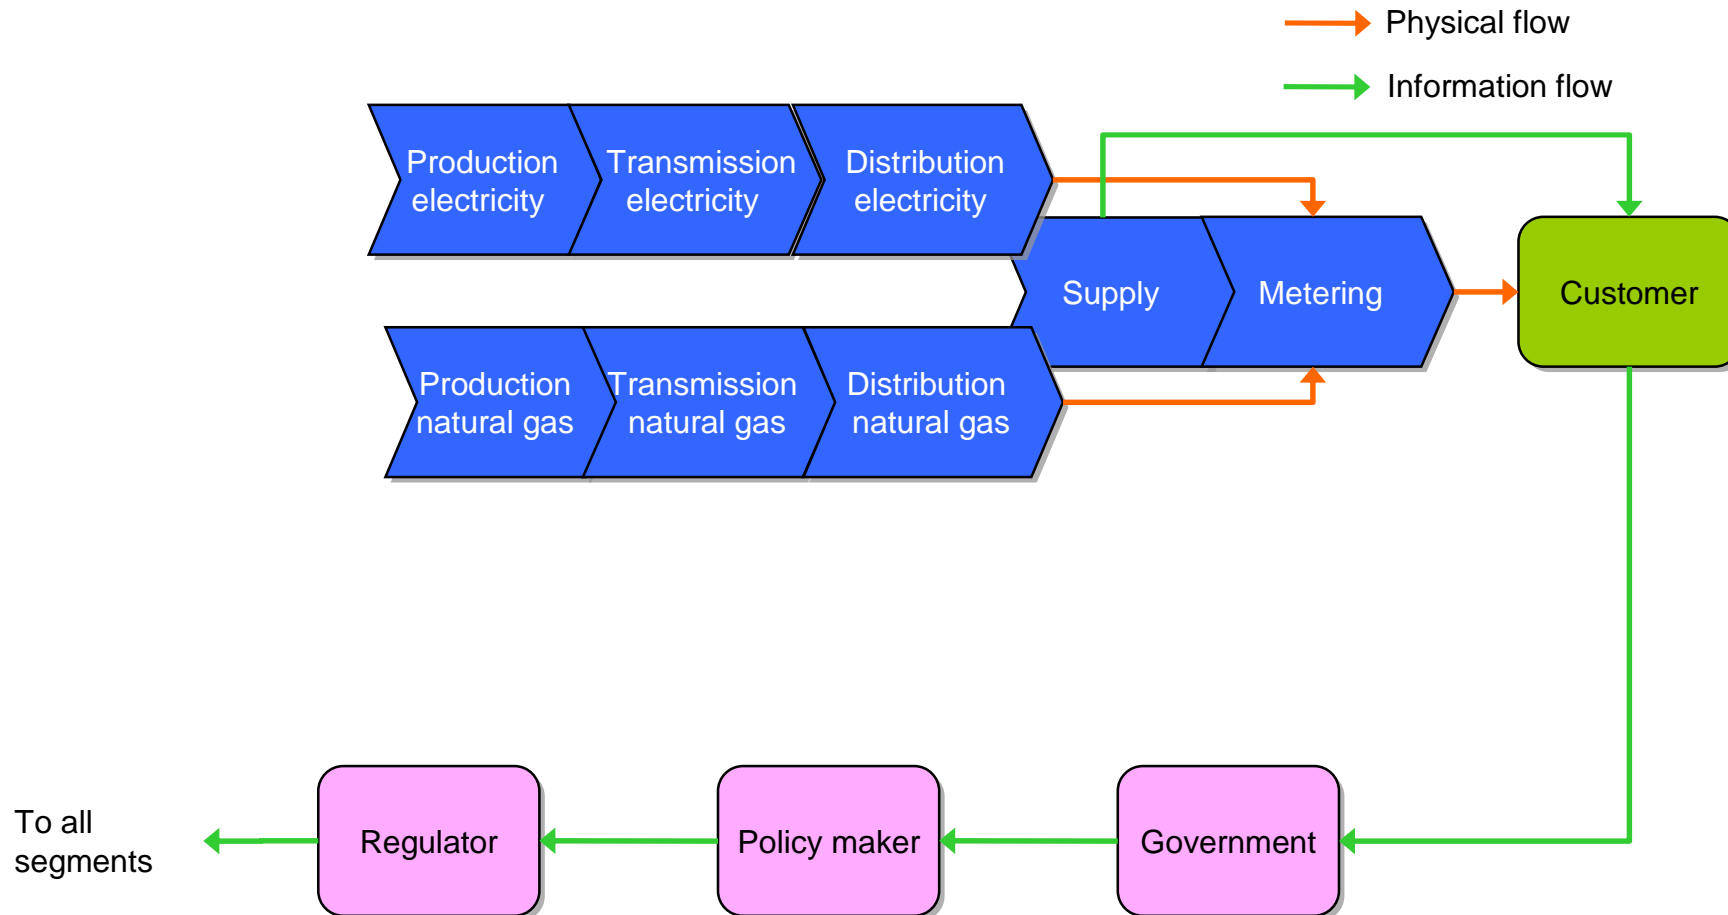 Physical flow
Information flow
Production
electricity
Transmission
electricity
Distribution
electricity
Supply
Metering
Customer
Production
natural gas
Transmission
natural gas
Distribution
natural gas
To all
segments
Regulator
Policy maker
Government